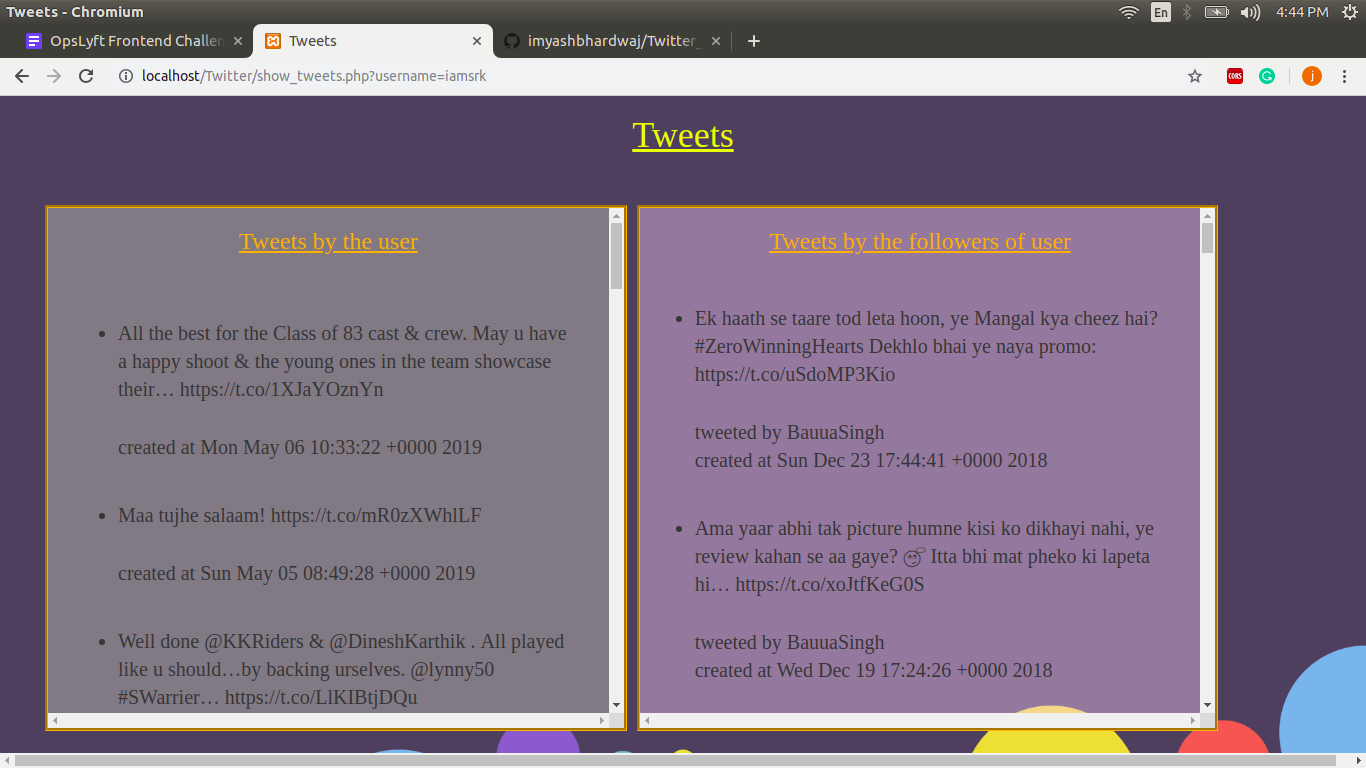 Tweets - Chromium
En
4:44 PM
OpsLyft Frontend Challen
Tweets
imyashbhardwaj/Twitter_
localhost/Twitter/show_tweets.php?username=iamsrk
CORS
j
Tweets
Tweets by the user
All the best for the Class of 83 cast & crew. May u have
a happy shoot & the young ones in the team showcase
their… https://t.co/1XJaYOznYn
created at Mon May 06 10:33:22 +0000 2019
Maa tujhe salaam! https://t.co/mR0zXWhlLF
created at Sun May 05 08:49:28 +0000 2019
Well done @KKRiders & @DineshKarthik . All played
like u should…by backing urselves. @lynny50
#SWarrier… https://t.co/LlKIBtjDQu
Tweets by the followers of user
Ek haath se taare tod leta hoon, ye Mangal kya cheez hai?
#ZeroWinningHearts Dekhlo bhai ye naya promo:
https://t.co/uSdoMP3Kio
tweeted by BauuaSingh
created at Sun Dec 23 17:44:41 +0000 2018
Ama yaar abhi tak picture humne kisi ko dikhayi nahi, ye
review kahan se aa gaye? 😴 Itta bhi mat pheko ki lapeta
hi… https://t.co/xoJtfKeG0S
tweeted by BauuaSingh
created at Wed Dec 19 17:24:26 +0000 2018